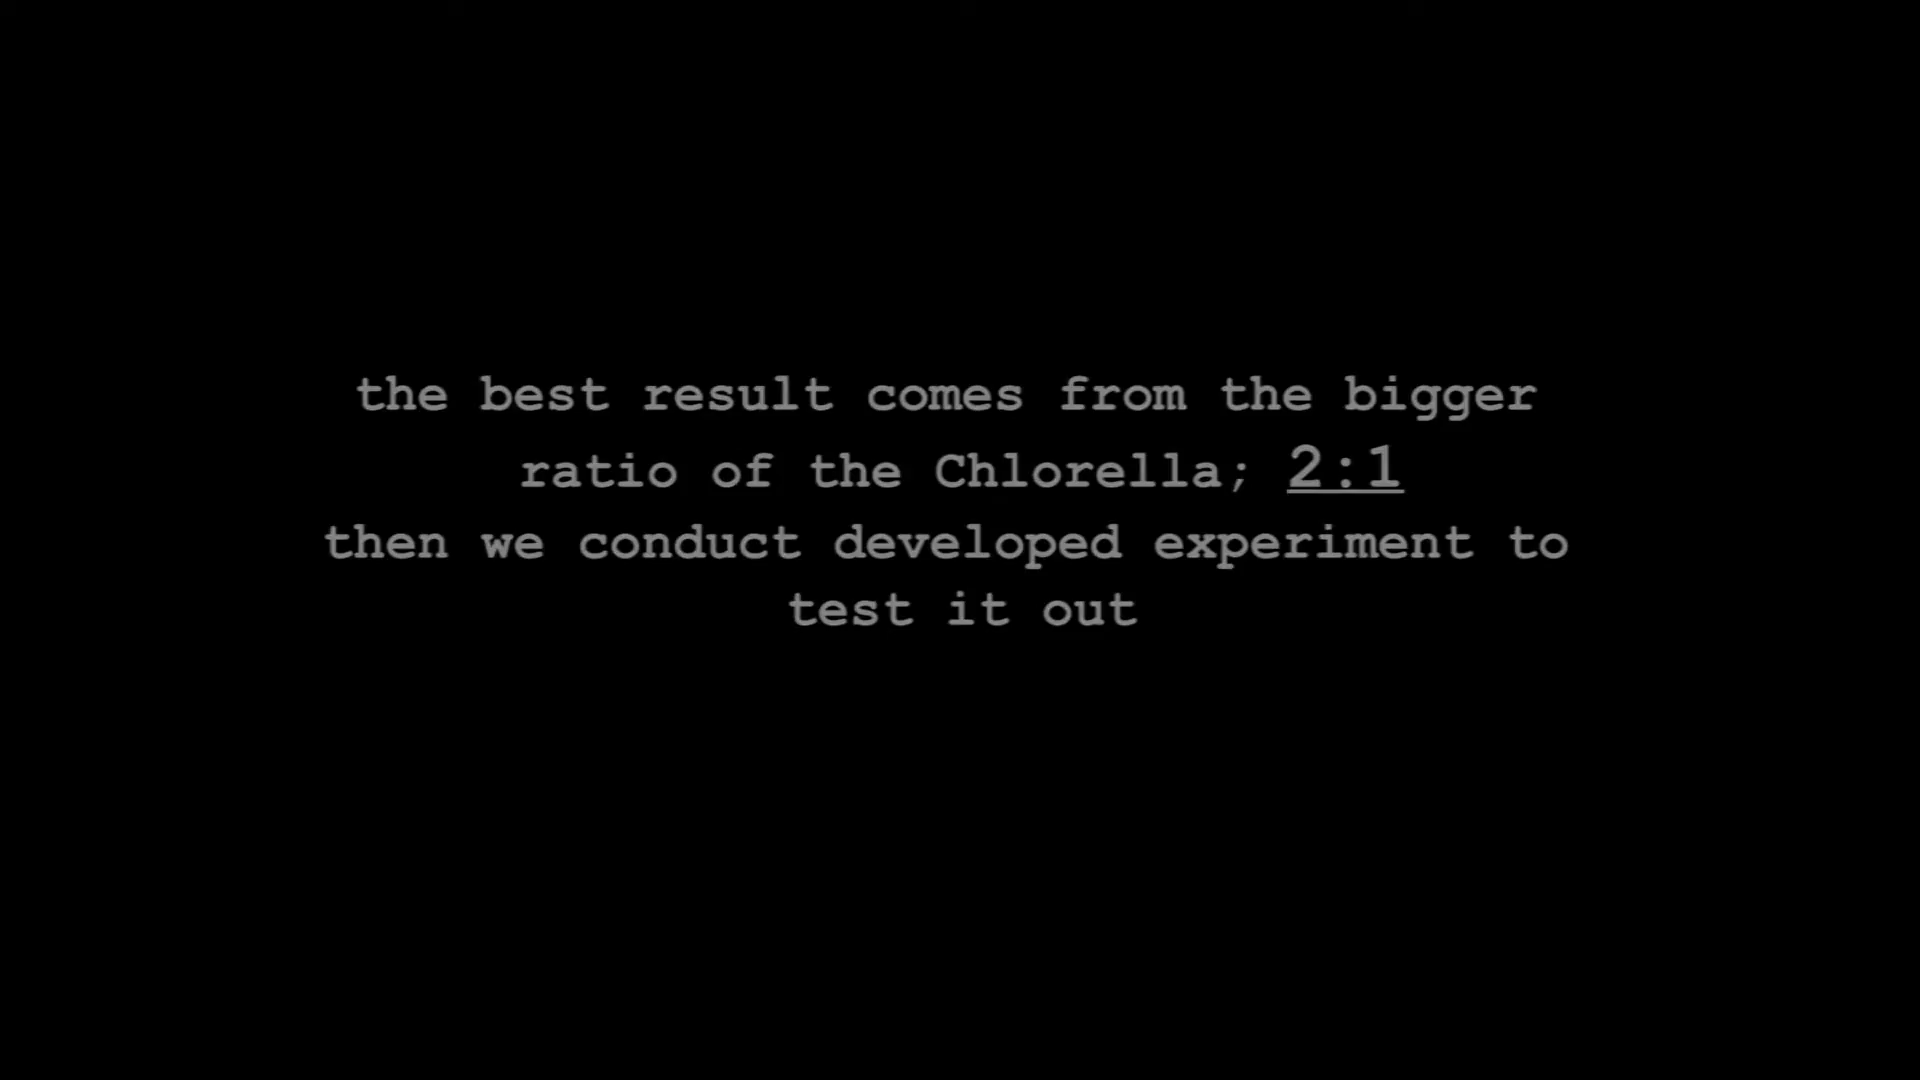 the best result comes from the bigger
ratio of the Chlorella; 2:1
then we conduct developed experiment to
test it out